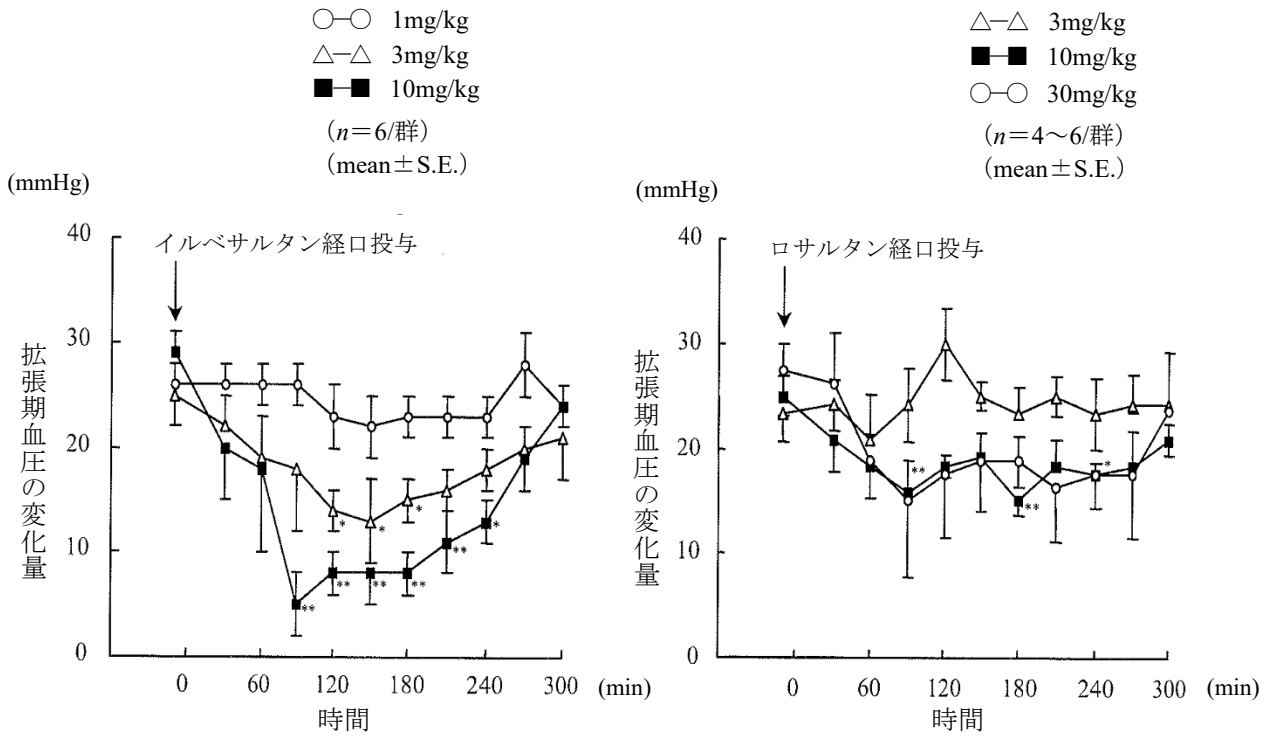 ○─○ 1mg/kg
△─△ 3mg/kg
■─■ 10mg/kg
（n＝6/群）
（mean±S.E.）
(mmHg)
イルベサルタン経口投与
拡張期血圧の変化量
40
30
20
10
0
*
*
*
**
**
**
**
**
*
0 60 120 180 240 300 (min)
時間
△─△ 3mg/kg
■─■ 10mg/kg
○─○ 30mg/kg
（n＝4～6/群）
（mean±S.E.）
(mmHg)
ロサルタン経口投与
拡張期血圧の変化量
40
30
20
10
0
**
**
*
0 60 120 180 240 300 (min)
時間